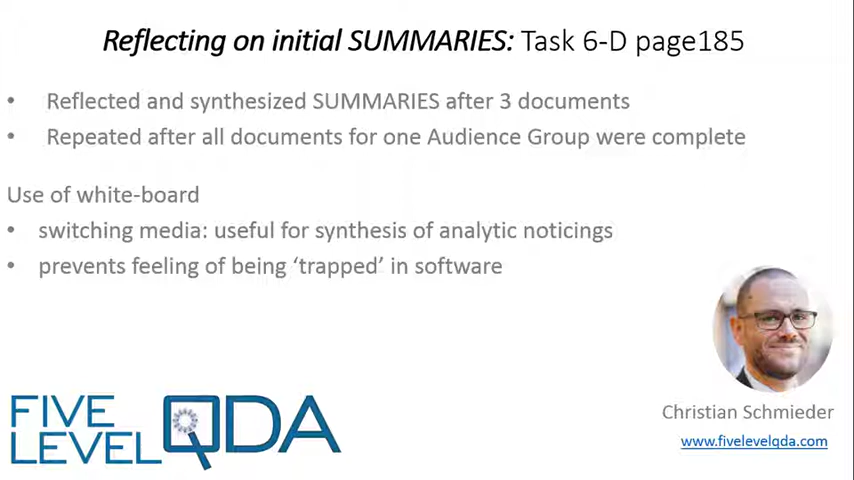 Reflecting on initial SUMMARIES: Task 6-D page185
• Reflected and synthesized SUMMARIES after 3 documents
• Repeated after all documents for one Audience Group were complete
Use of white-board
• switching media: useful for synthesis of analytic noticings
• prevents feeling of being ‘trapped’ in software
FIVE
LEVEL QDA
Christian Schmieder
www.fivelevelqda.com